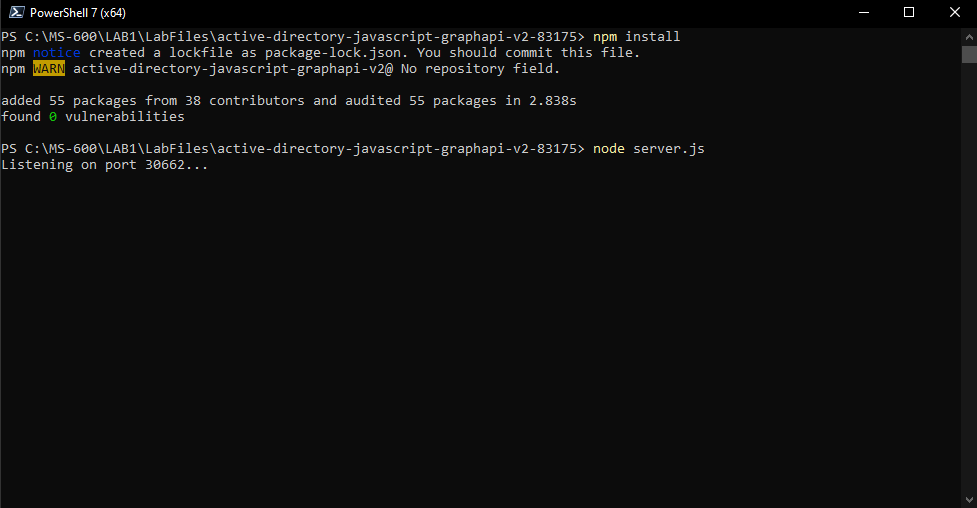 PowerShell 7 (x64)
PS C:\MS-600\LAB1\LabFiles\active-directory-javascript-graphapi-v2-83175> npm install
npm notice created a lockfile as package-lock.json. You should commit this file.
npm WARN active-directory-javascript-graphapi-v2@ No repository field.
added 55 packages from 38 contributors and audited 55 packages in 2.838s
found 0 vulnerabilities
PS C:\MS-600\LAB1\LabFiles\active-directory-javascript-graphapi-v2-83175> node server.js
Listening on port 30662...